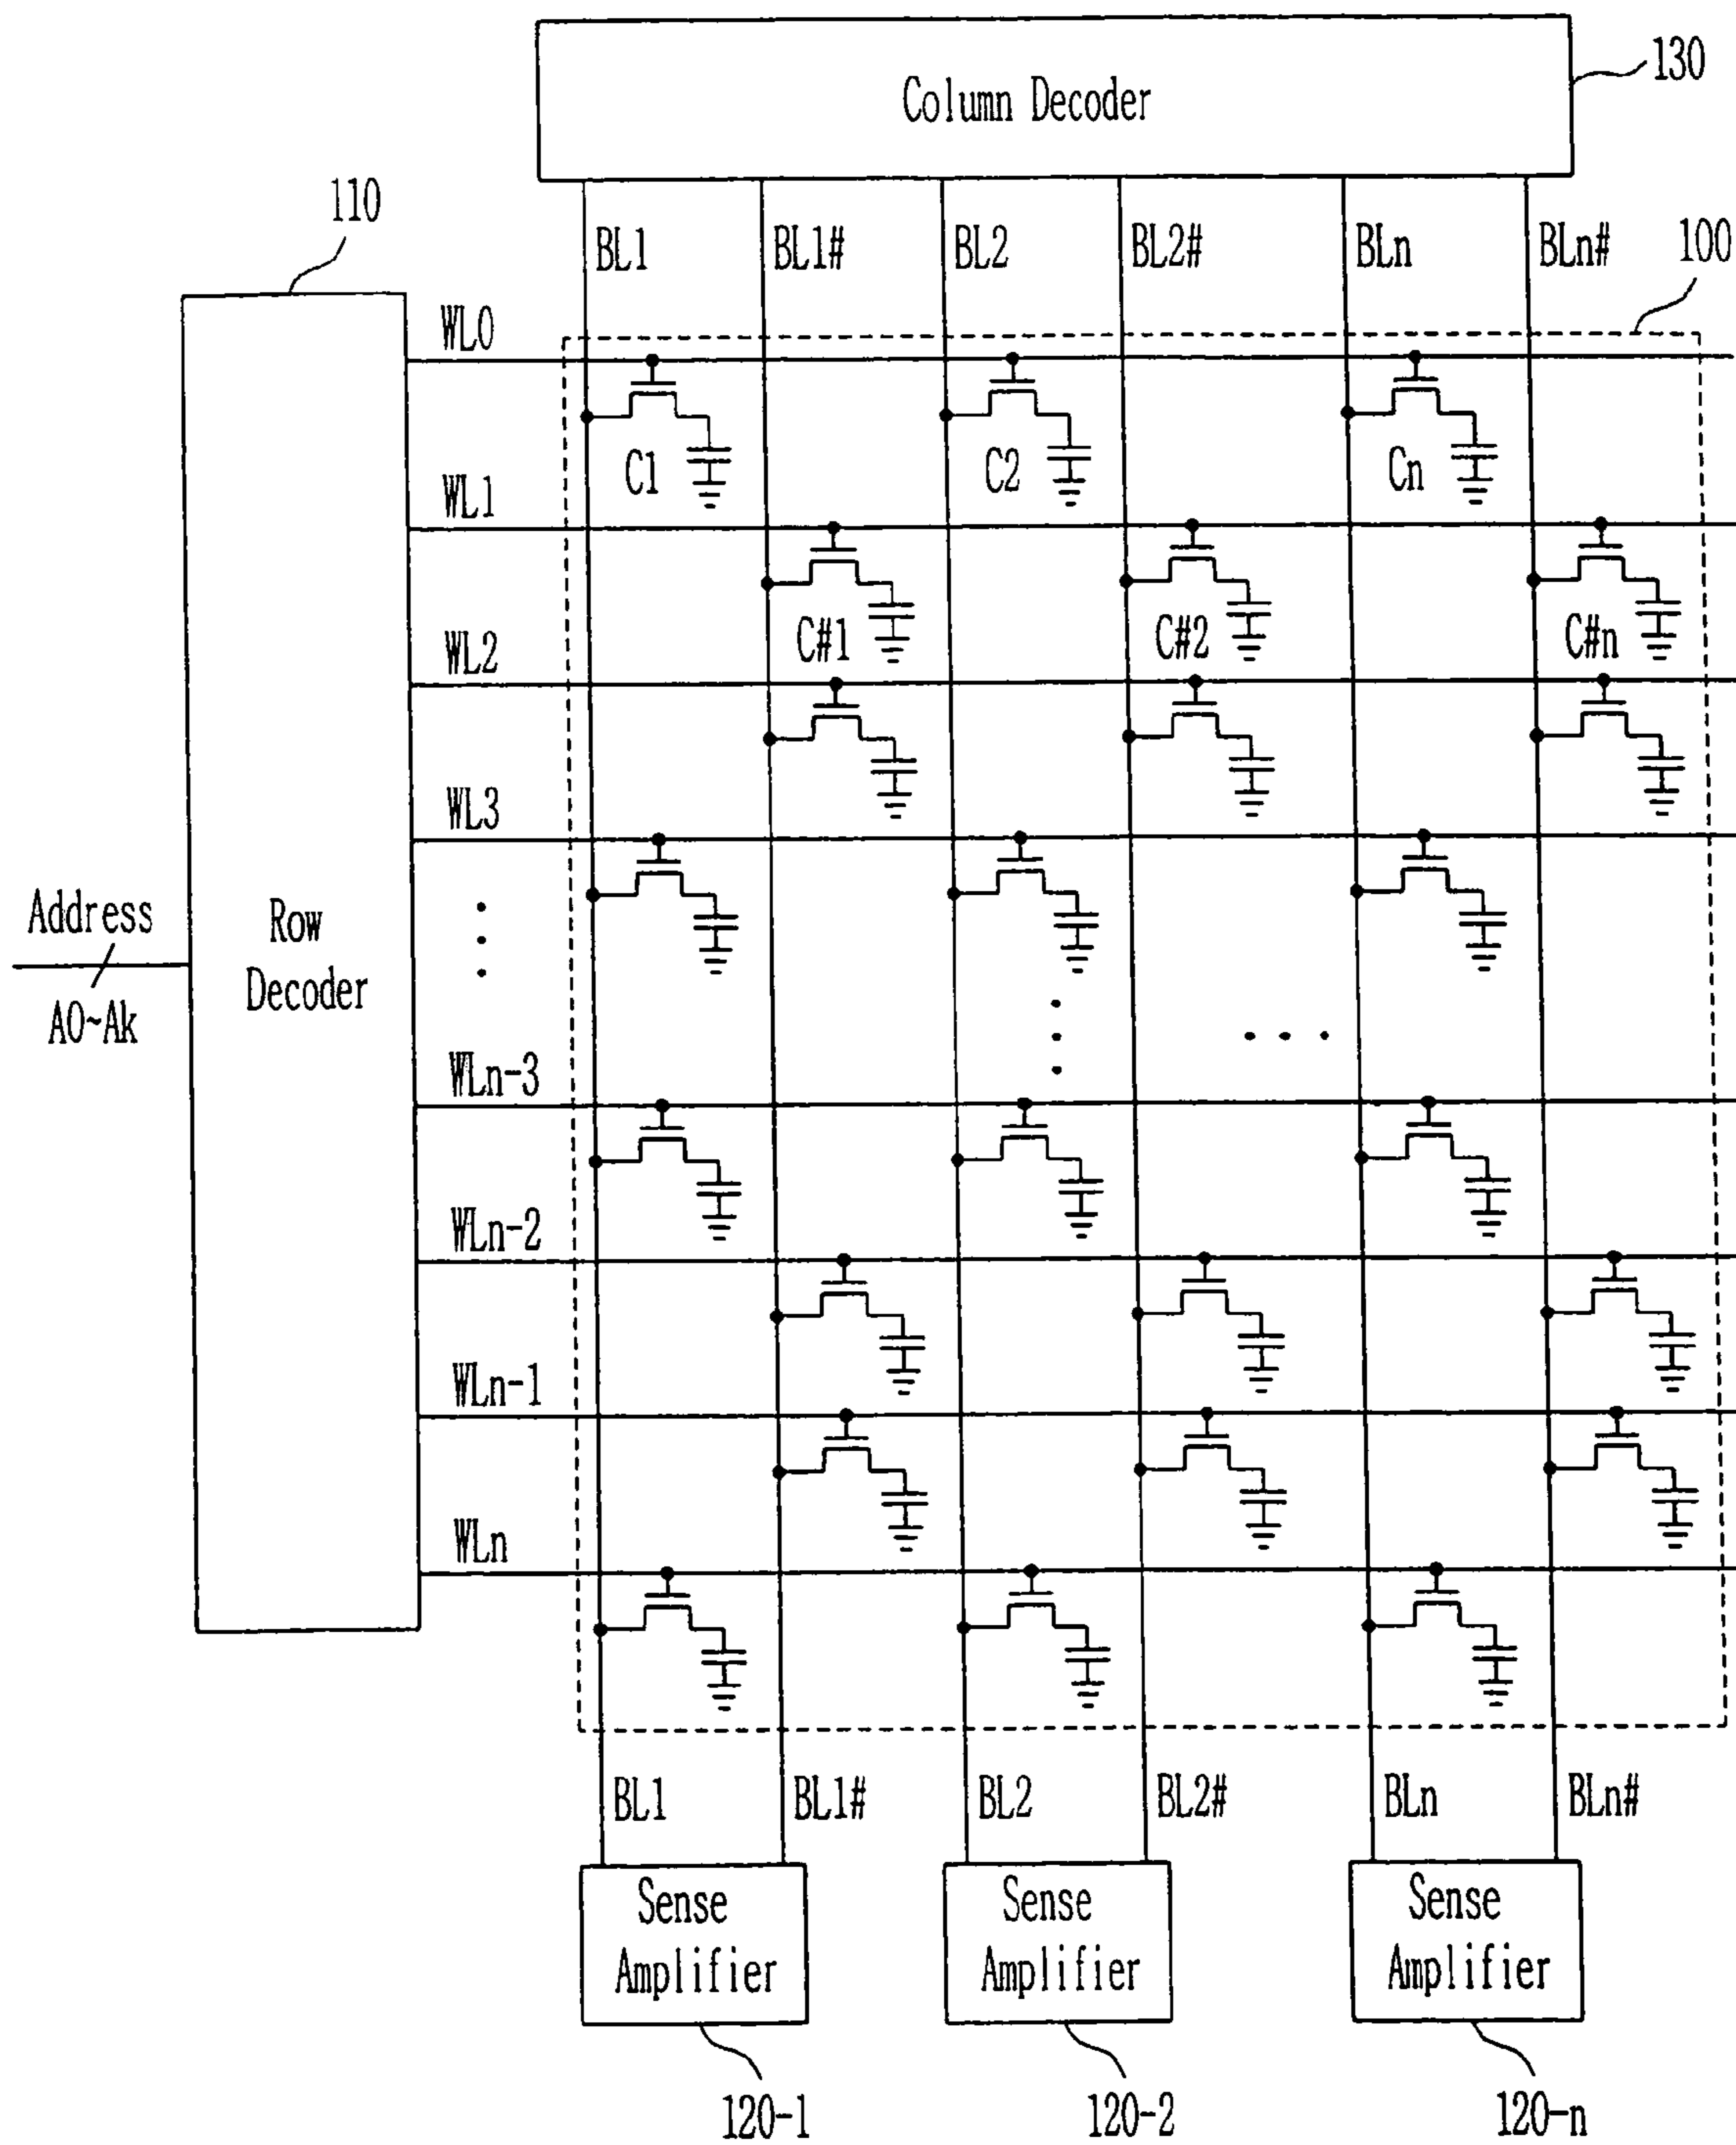 Column Decoder
130
110
BL1
BL1#
BL2
BL2#
BLn
BLn#
100
WL0
C1
C2
Cn
WL1
C#1
C#2
C#n
WL2
WL3
Address
A0~Ak
Row
Decoder
WLn-3
WLn-2
WLn-1
WLn
BL1
BL1#
BL2
BL2#
BLn
BLn#
Sense
Amplifier
Sense
Amplifier
Sense
Amplifier
120-1
120-2
120-n